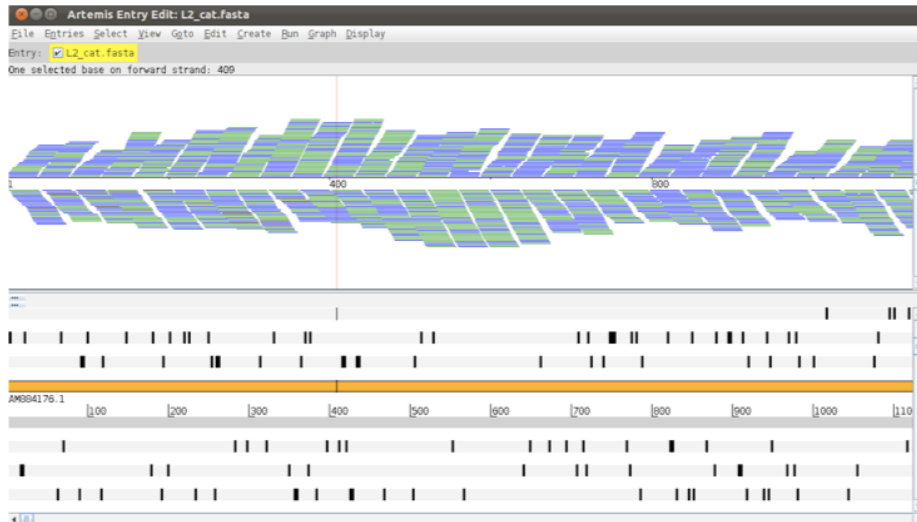 Artemis Entry Edit: L2_cat.fasta
File Entries Select View Goto Edit Create Run Graph Display
Entry: L2_cat.fasta
One selected base on forward strand: 409
1 400 800
AM884176.1
100 200 300 400 500 600 700 800 900 1000 110